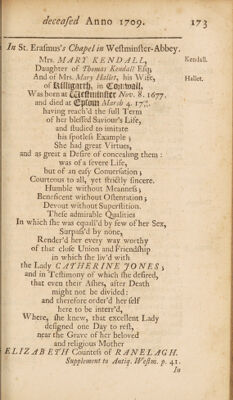 deceased Anno 1709. 173
In St. Erasmus's Chapel in Westminster-Abbey.
Mrs. MARY KENDALL, Kendall.
Daughter of Thomas Kendall Esq;
And of Mrs. Mary Hallet, his Wife, Hallet.
of Killigarth, in Cornwall,
Was born at Westminster Nov. 8. 1677.
and died at Epsom March 4. 17
having reach'd the full Term
of her blessed Saviour's Life,
and studied to imitate
his spotless Example;
She had great Virtues,
and as great a Desire of concealing them:
was of a severe Life,
but of an easy Conversation;
Courteous to all, yet strictly sincere.
Humble without Meanness;
Beneficent without Ostentation;
Devout without Superstition.
These admirable Qualities
In which she was equall'd by few of her Sex,
Surpass'd by none,
Render'd her every way worthy
of that close Union and Friendship
in which she liv'd with
the Lady CATHERINE JONES;
and in Testimony of which she desired,
that even their Ashes, after Death
might not be divided:
and therefore order'd her self
here to be interr'd,
Where, she knew, that excellent Lady
designed one Day to rest,
near the Grave of her beloved
and religious Mother
ELIZABETH Countess of RANELAGH.
Supplement to Antiq. Westm. p. 41.
In